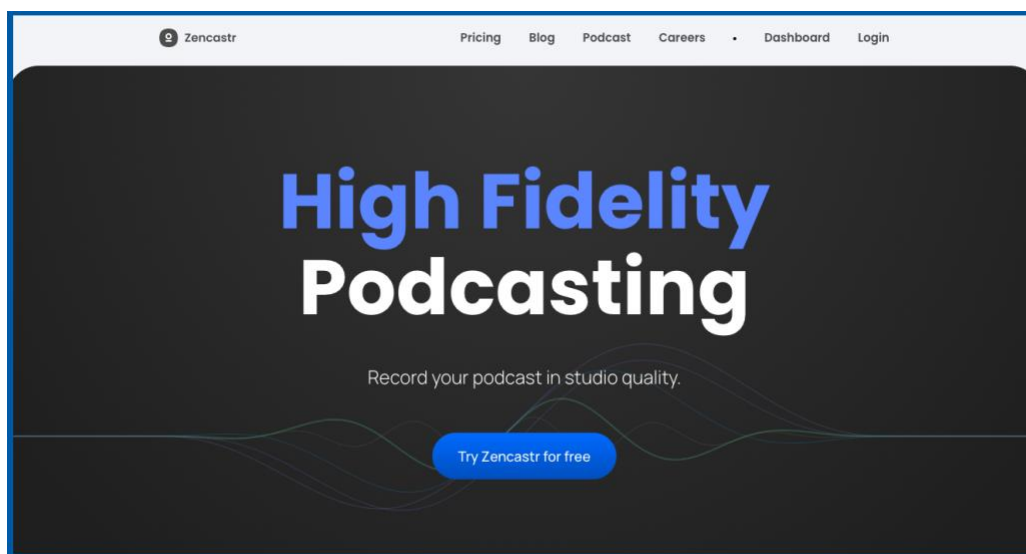 Zencastr Pricing Blog Podcast Careers • Dashboard Login
High Fidelity
Podcasting
Record your podcast in studio quality.
Try Zencastr for free